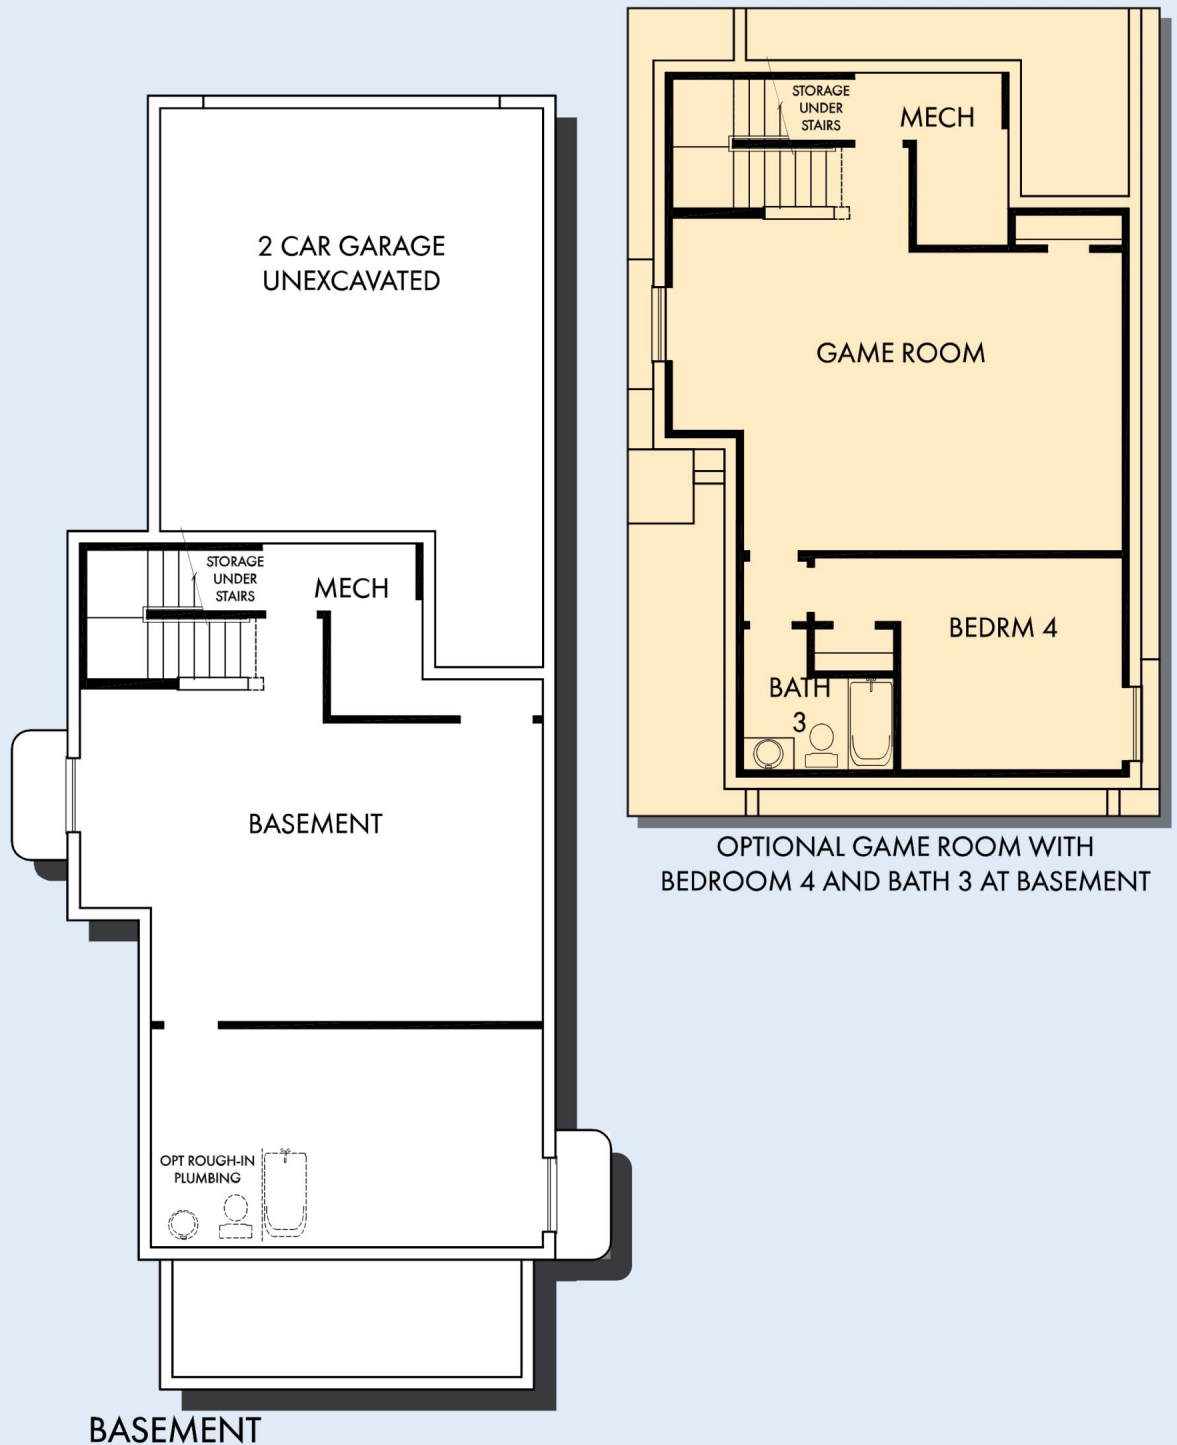 2 CAR GARAGE
UNEXCAVATED
STORAGE
UNDER
STAIRS
MECH
BASEMENT
OPT ROUGH-IN
PLUMBING
BASEMENT
STORAGE
UNDER
STAIRS
MECH
GAME ROOM
BEDRM 4
BATH
3
OPTIONAL GAME ROOM WITH
BEDROOM 4 AND BATH 3 AT BASEMENT